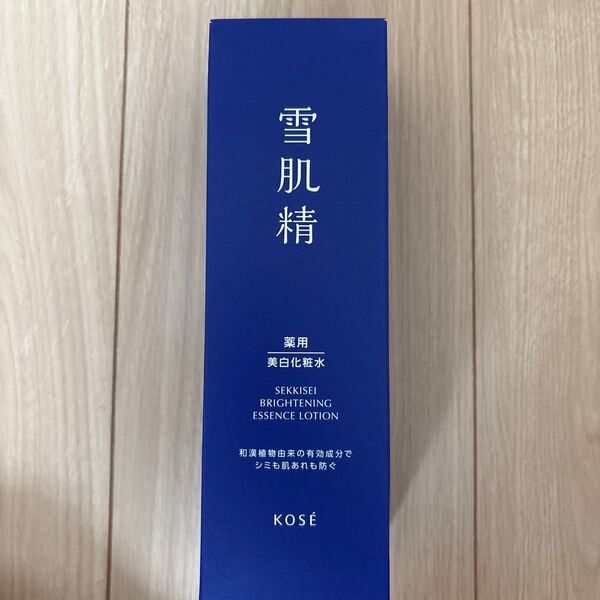 雪肌精
薬用
美白化粧水
SEKKISEI
BRIGHTENING
ESSENCE LOTION
和漢植物由来の有効成分で
シミも肌あれも防ぐ
KOSÉ